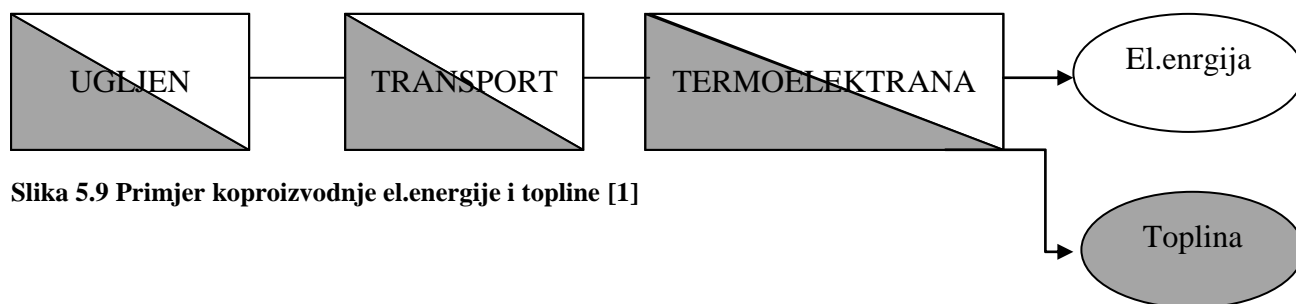 UGLJEN
TRANSPORT
TERMOELEKTRANA
El.enrgija
Slika 5.9 Primjer koproizvodnje el.energije i topline [1]
Toplina